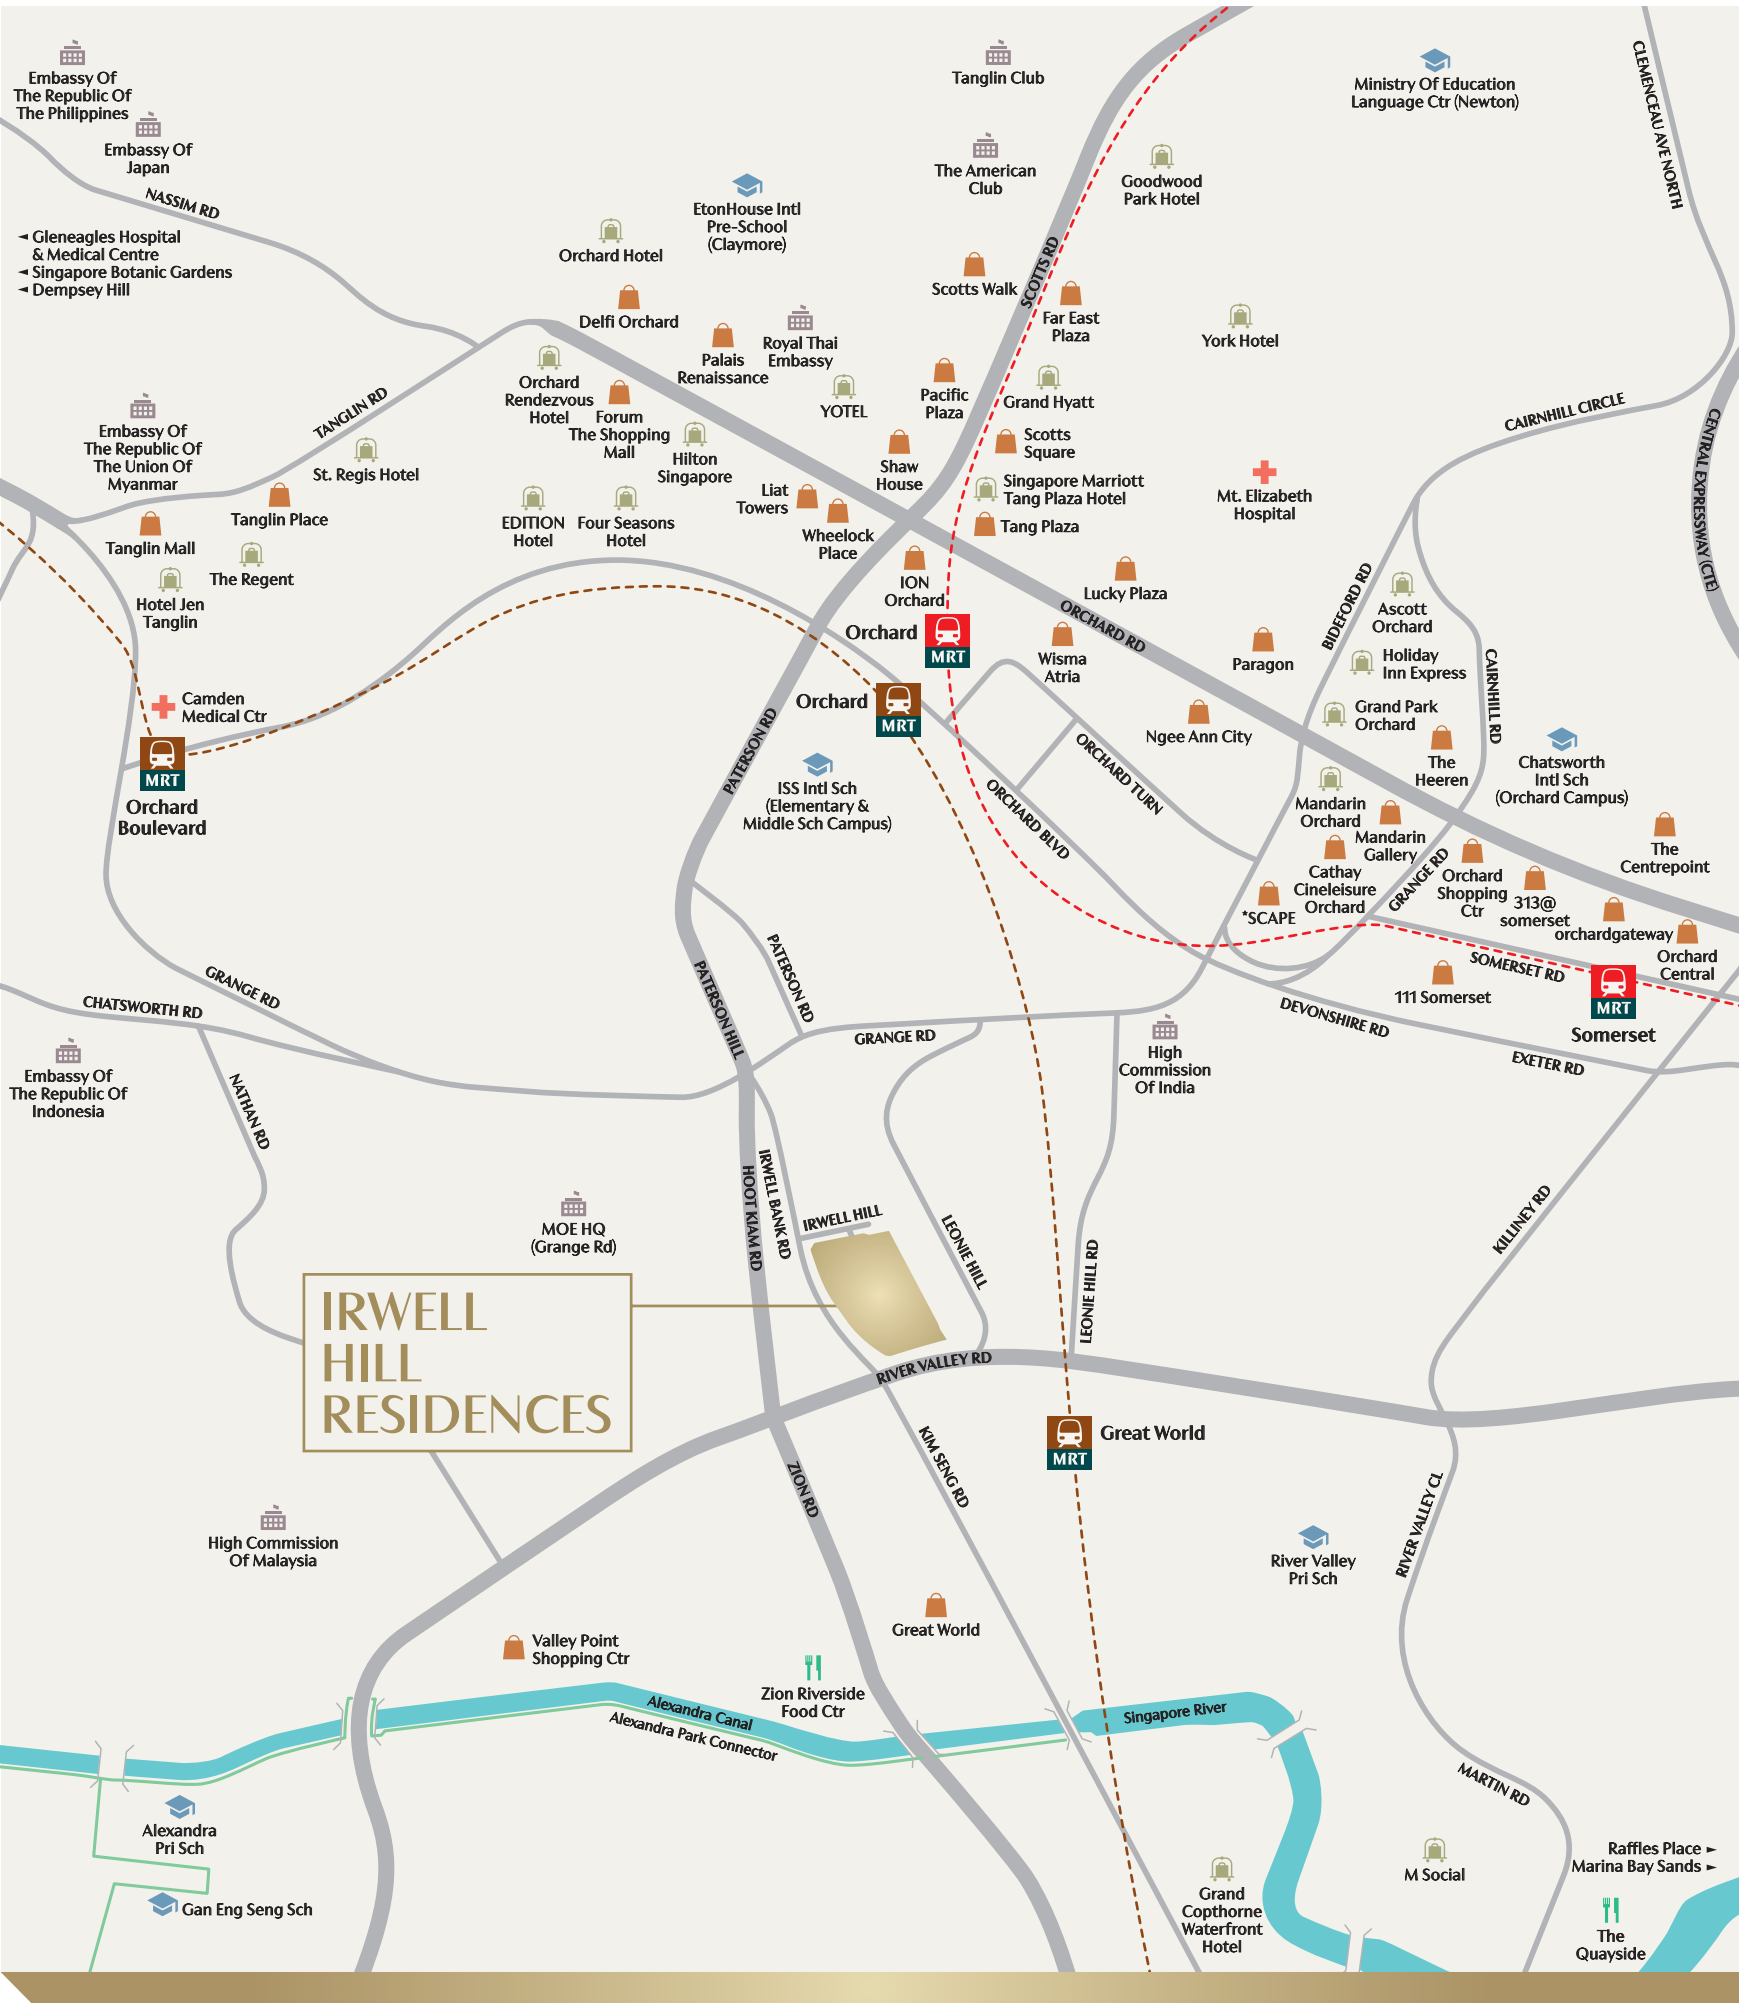 Embassy Of
The Republic Of
The Philippines
Embassy Of
Japan
NASSIM RD
Gleneagles Hospital
& Medical Centre
Singapore Botanic Gardens
Dempsey Hill
Tanglin Club
The American
Club
Ministry Of Education
Language Ctr (Newton)
CLEMENCEAU AVE NORTH
Goodwood
Park Hotel
EtonHouse Intl
Pre-School
(Claymore)
Orchard Hotel
Delfi Orchard
Scotts Walk
SCOTTS RD
Far East
Plaza
York Hotel
Palais
Renaissance
Royal Thai
Embassy
YOTEL
Pacific
Plaza
Grand Hyatt
Orchard
Rendezvous
Hotel
Forum
The Shopping
Mall
Hilton
Singapore
TANGLIN RD
St. Regis Hotel
Embassy Of
The Republic Of
The Union Of
Myanmar
Tanglin Place
Tanglin Mall
The Regent
Hotel Jen
Tanglin
EDITION
Hotel
Four Seasons
Hotel
Liat
Towers
Wheelock
Place
Shaw
House
Scotts
Square
Singapore Marriott
Tang Plaza Hotel
Tang Plaza
CAIRNHILL CIRCLE
CENTRAL EXPRESSWAY (CTE)
Mt. Elizabeth
Hospital
ION
Orchard
Lucky Plaza
ORCHARD RD
BIDEFORD RD
Ascott
Orchard
Orchard
MRT
Wisma
Atria
Paragon
Holiday
Inn Express
CAIRNHILL RD
Orchard
MRT
Camden
Medical Ctr
MRT
Orchard
Boulevard
PATERSON RD
ISS Intl Sch
(Elementary &
Middle Sch Campus)
Ngee Ann City
Grand Park
Orchard
The
Heeren
Chatsworth
Intl Sch
(Orchard Campus)
ORCHARD TURN
ORCHARD BLVD
Mandarin
Orchard
Mandarin
Gallery
Cathay
Cineleisure
Orchard
GRANGE RD
Orchard
Shopping
Ctr
The
Centrepoint
*SCAPE
313@
somerset
orchardgateway
Orchard
Central
111 Somerset
SOMERSET RD
MRT
Somerset
DEVONSHIRE RD
EXETER RD
GRANGE RD
CHATSWORTH RD
PATERSON HILL
PATERSON RD
GRANGE RD
High
Commission
Of India
Embassy Of
The Republic Of
Indonesia
NATHAN RD
MOE HQ
(Grange Rd)
HOOT KIAM RD
IRWELL BANK RD
IRWELL HILL
LEONIE HILL
LEONIE HILL RD
KILLINEY RD
IRWELL
HILL
RESIDENCES
RIVER VALLEY RD
MRT
Great World
KIM SENG RD
ZION RD
High Commission
Of Malaysia
RIVER VALLEY CL
River Valley
Pri Sch
Great World
Valley Point
Shopping Ctr
Zion Riverside
Food Ctr
Alexandra Canal
Alexandra Park Connector
Singapore River
MARTIN RD
Alexandra
Pri Sch
Gan Eng Seng Sch
Grand
Copthorne
Waterfront
Hotel
M Social
Raffles Place
Marina Bay Sands
The
Quayside